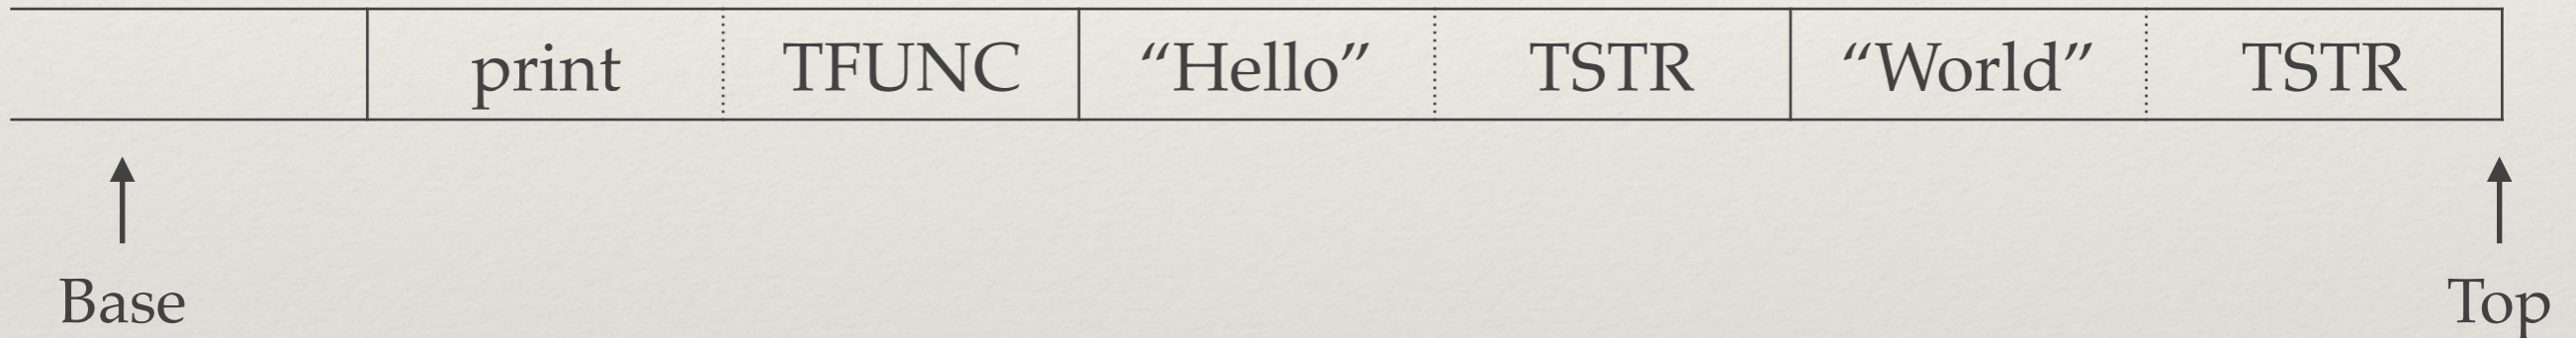 print TFUNC “Hello” TSTR “World” TSTR
Base Top